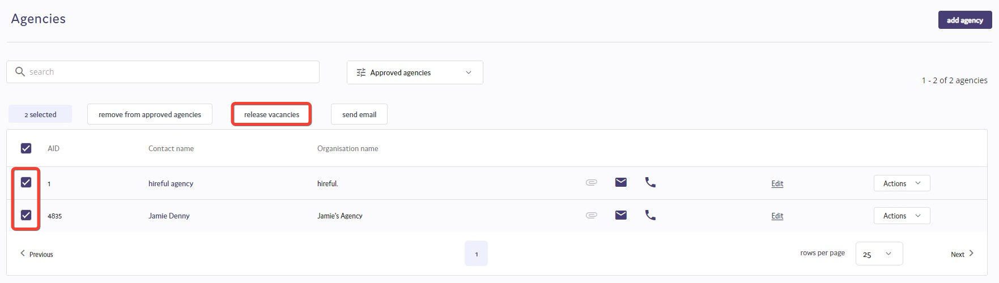 Agencies
add agency
search
Approved agencies
1 - 2 of 2 agencies
2 selected
remove from approved agencies
release vacancies
send email
AID Contact name Organisation name
1 hireful agency hireful. Edit Actions
4835 Jamie Denny Jamie's Agency Edit Actions
Previous 1 rows per page 25 Next